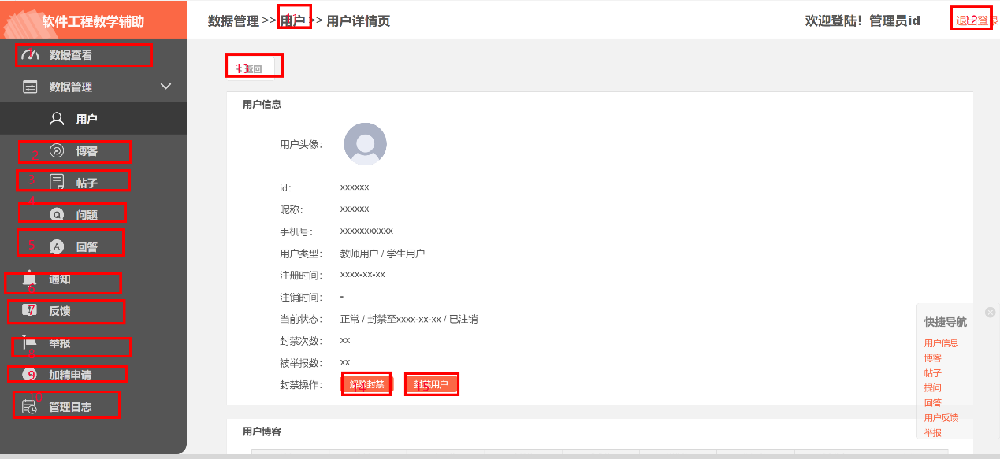 软件工程教学辅助
数据管理 >> 用户 >> 用户详情页
11
欢迎登陆！管理员id
退出登录
12
1
数据查看
数据管理
用户
2
博客
3
帖子
4
Q
问题
5
A
回答
6
通知
7
反馈
8
举报
9
加精申请
10
管理日志
< 返回
13
用户信息
用户头像：
id： xxxxxx
昵称： xxxxxx
手机号： xxxxxxxxxxx
用户类型： 教师用户 / 学生用户
注册时间： xxxx-xx-xx
注销时间： -
当前状态： 正常 / 封禁至xxxx-xx-xx / 已注销
封禁次数： xx
被举报数： xx
封禁操作： 解除封禁 封禁用户
14 15
用户博客
快捷导航
用户信息
博客
帖子
提问
回答
用户反馈
举报